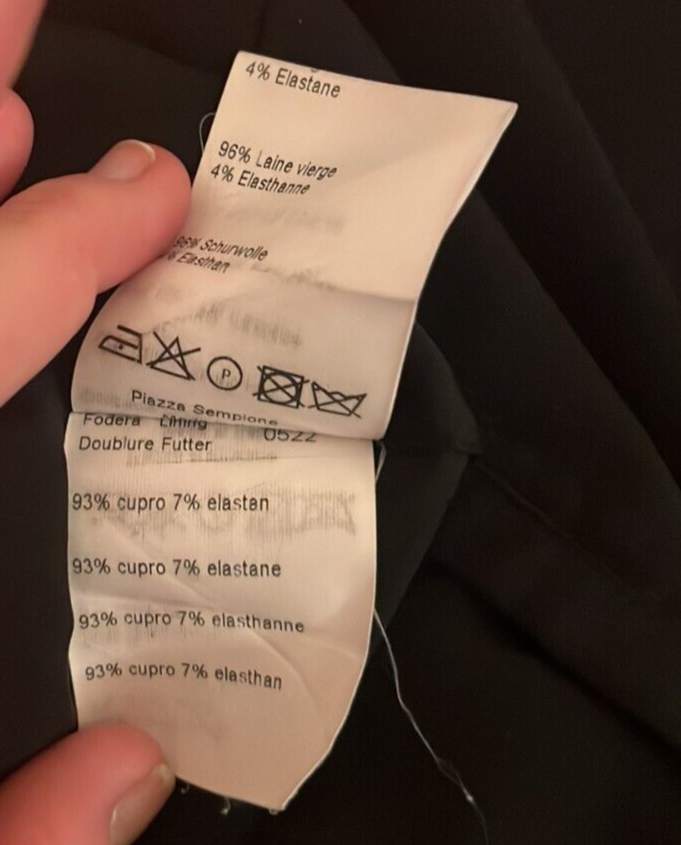 4% Elastane
96% Laine vierge
4% Elasthanne
96% Schurwolle
% Elasthan
P
Piazza Sempione
Fodera Lining
0522
Doublure Futter
93% cupro 7% elastan
93% cupro 7% elastane
93% cupro 7% elasthanne
93% cupro 7% elasthan